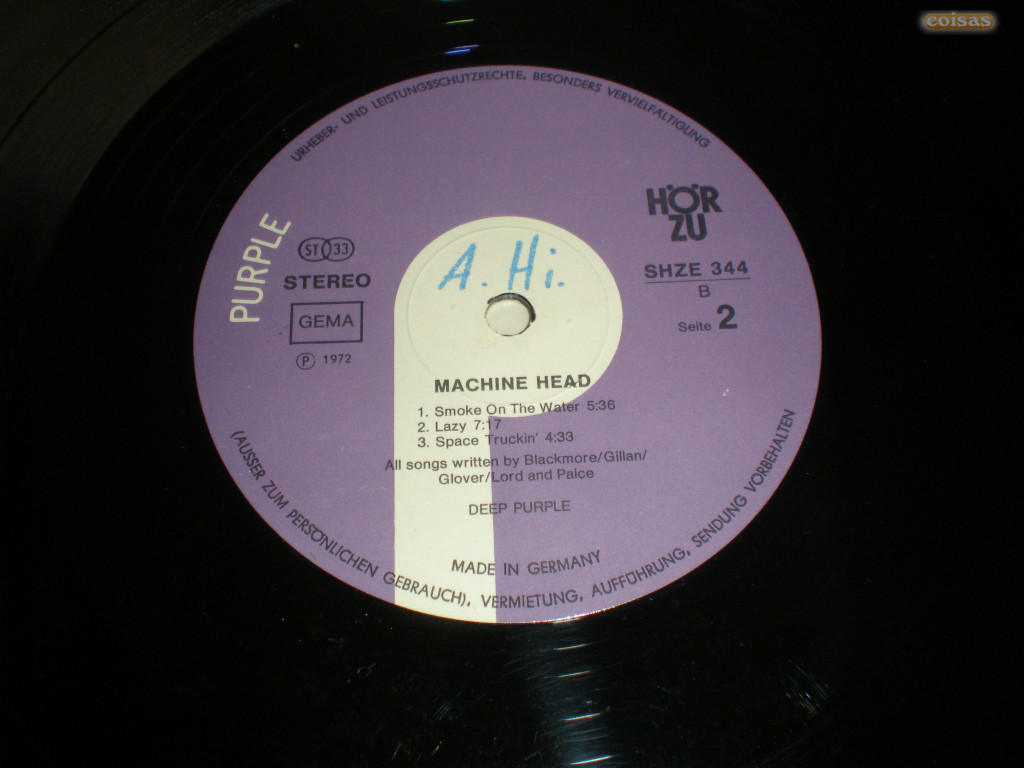 coisas
URHEBER- UND LEISTUNGSSCHUTZRECHTE, BESONDERS VERVIELFÄLTIGUNG
PURPLE
ST 33
STEREO
GEMA
P 1972
HÖR
ZU
SHZE 344
B
Seite 2
A. Hi.
MACHINE HEAD
1. Smoke On The Water 5:36
2. Lazy 7:17
3. Space Truckin' 4:33
All songs written by Blackmore/Gillan/
Glover/Lord and Paice
DEEP PURPLE
MADE IN GERMANY
(AUSSER ZUM PERSÖNLICHEN GEBRAUCH), VERMIETUNG, AUFFÜHRUNG, SENDUNG VORBEHALTEN